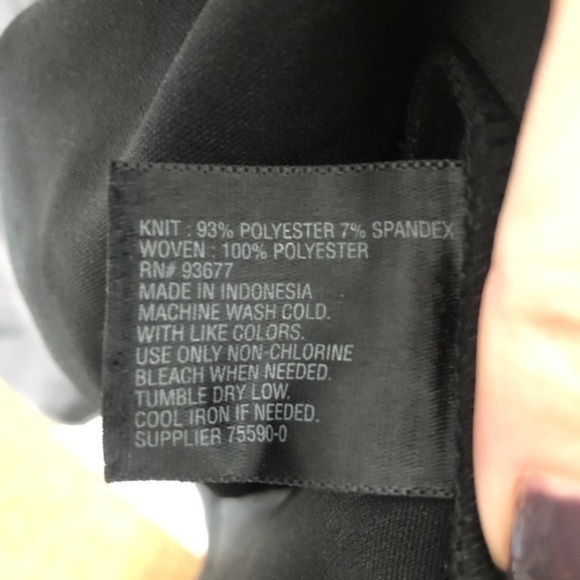 KNIT : 93% POLYESTER 7% SPANDEX
WOVEN : 100% POLYESTER
RN# 93677
MADE IN INDONESIA
MACHINE WASH COLD.
WITH LIKE COLORS.
USE ONLY NON-CHLORINE
BLEACH WHEN NEEDED.
TUMBLE DRY LOW.
COOL IRON IF NEEDED.
SUPPLIER 75590-0